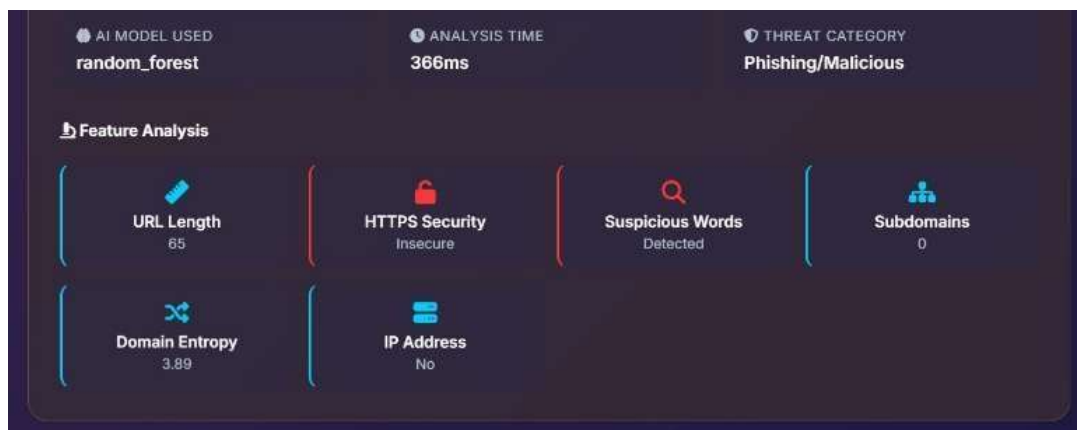 AI MODEL USED
random_forest
ANALYSIS TIME
366ms
THREAT CATEGORY
Phishing/Malicious
Feature Analysis
URL Length
65
HTTPS Security
Insecure
Suspicious Words
Detected
Subdomains
0
Domain Entropy
3.89
IP Address
No